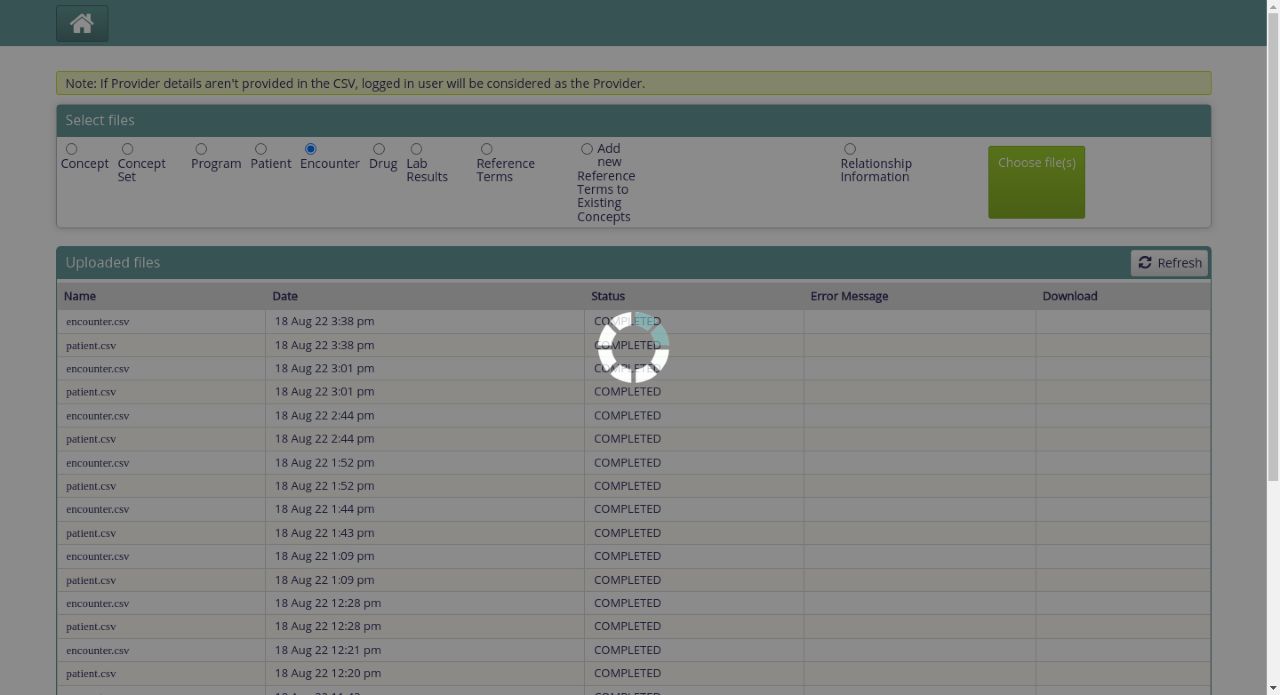 Note: If Provider details aren't provided in the CSV, logged in user will be considered as the Provider.
Select files
Concept
Concept Set
Program
Patient
Encounter
Drug
Lab Results
Reference Terms
Add new Reference Terms to Existing Concepts
Relationship Information
Choose file(s)
Uploaded files
Refresh
Name Date Status Error Message Download
encounter.csv 18 Aug 22 3:38 pm COMPLETED
patient.csv 18 Aug 22 3:38 pm COMPLETED
encounter.csv 18 Aug 22 3:01 pm COMPLETED
patient.csv 18 Aug 22 3:01 pm COMPLETED
encounter.csv 18 Aug 22 2:44 pm COMPLETED
patient.csv 18 Aug 22 2:44 pm COMPLETED
encounter.csv 18 Aug 22 1:52 pm COMPLETED
patient.csv 18 Aug 22 1:52 pm COMPLETED
encounter.csv 18 Aug 22 1:44 pm COMPLETED
patient.csv 18 Aug 22 1:43 pm COMPLETED
encounter.csv 18 Aug 22 1:09 pm COMPLETED
patient.csv 18 Aug 22 1:09 pm COMPLETED
encounter.csv 18 Aug 22 12:28 pm COMPLETED
patient.csv 18 Aug 22 12:28 pm COMPLETED
encounter.csv 18 Aug 22 12:21 pm COMPLETED
patient.csv 18 Aug 22 12:20 pm COMPLETED